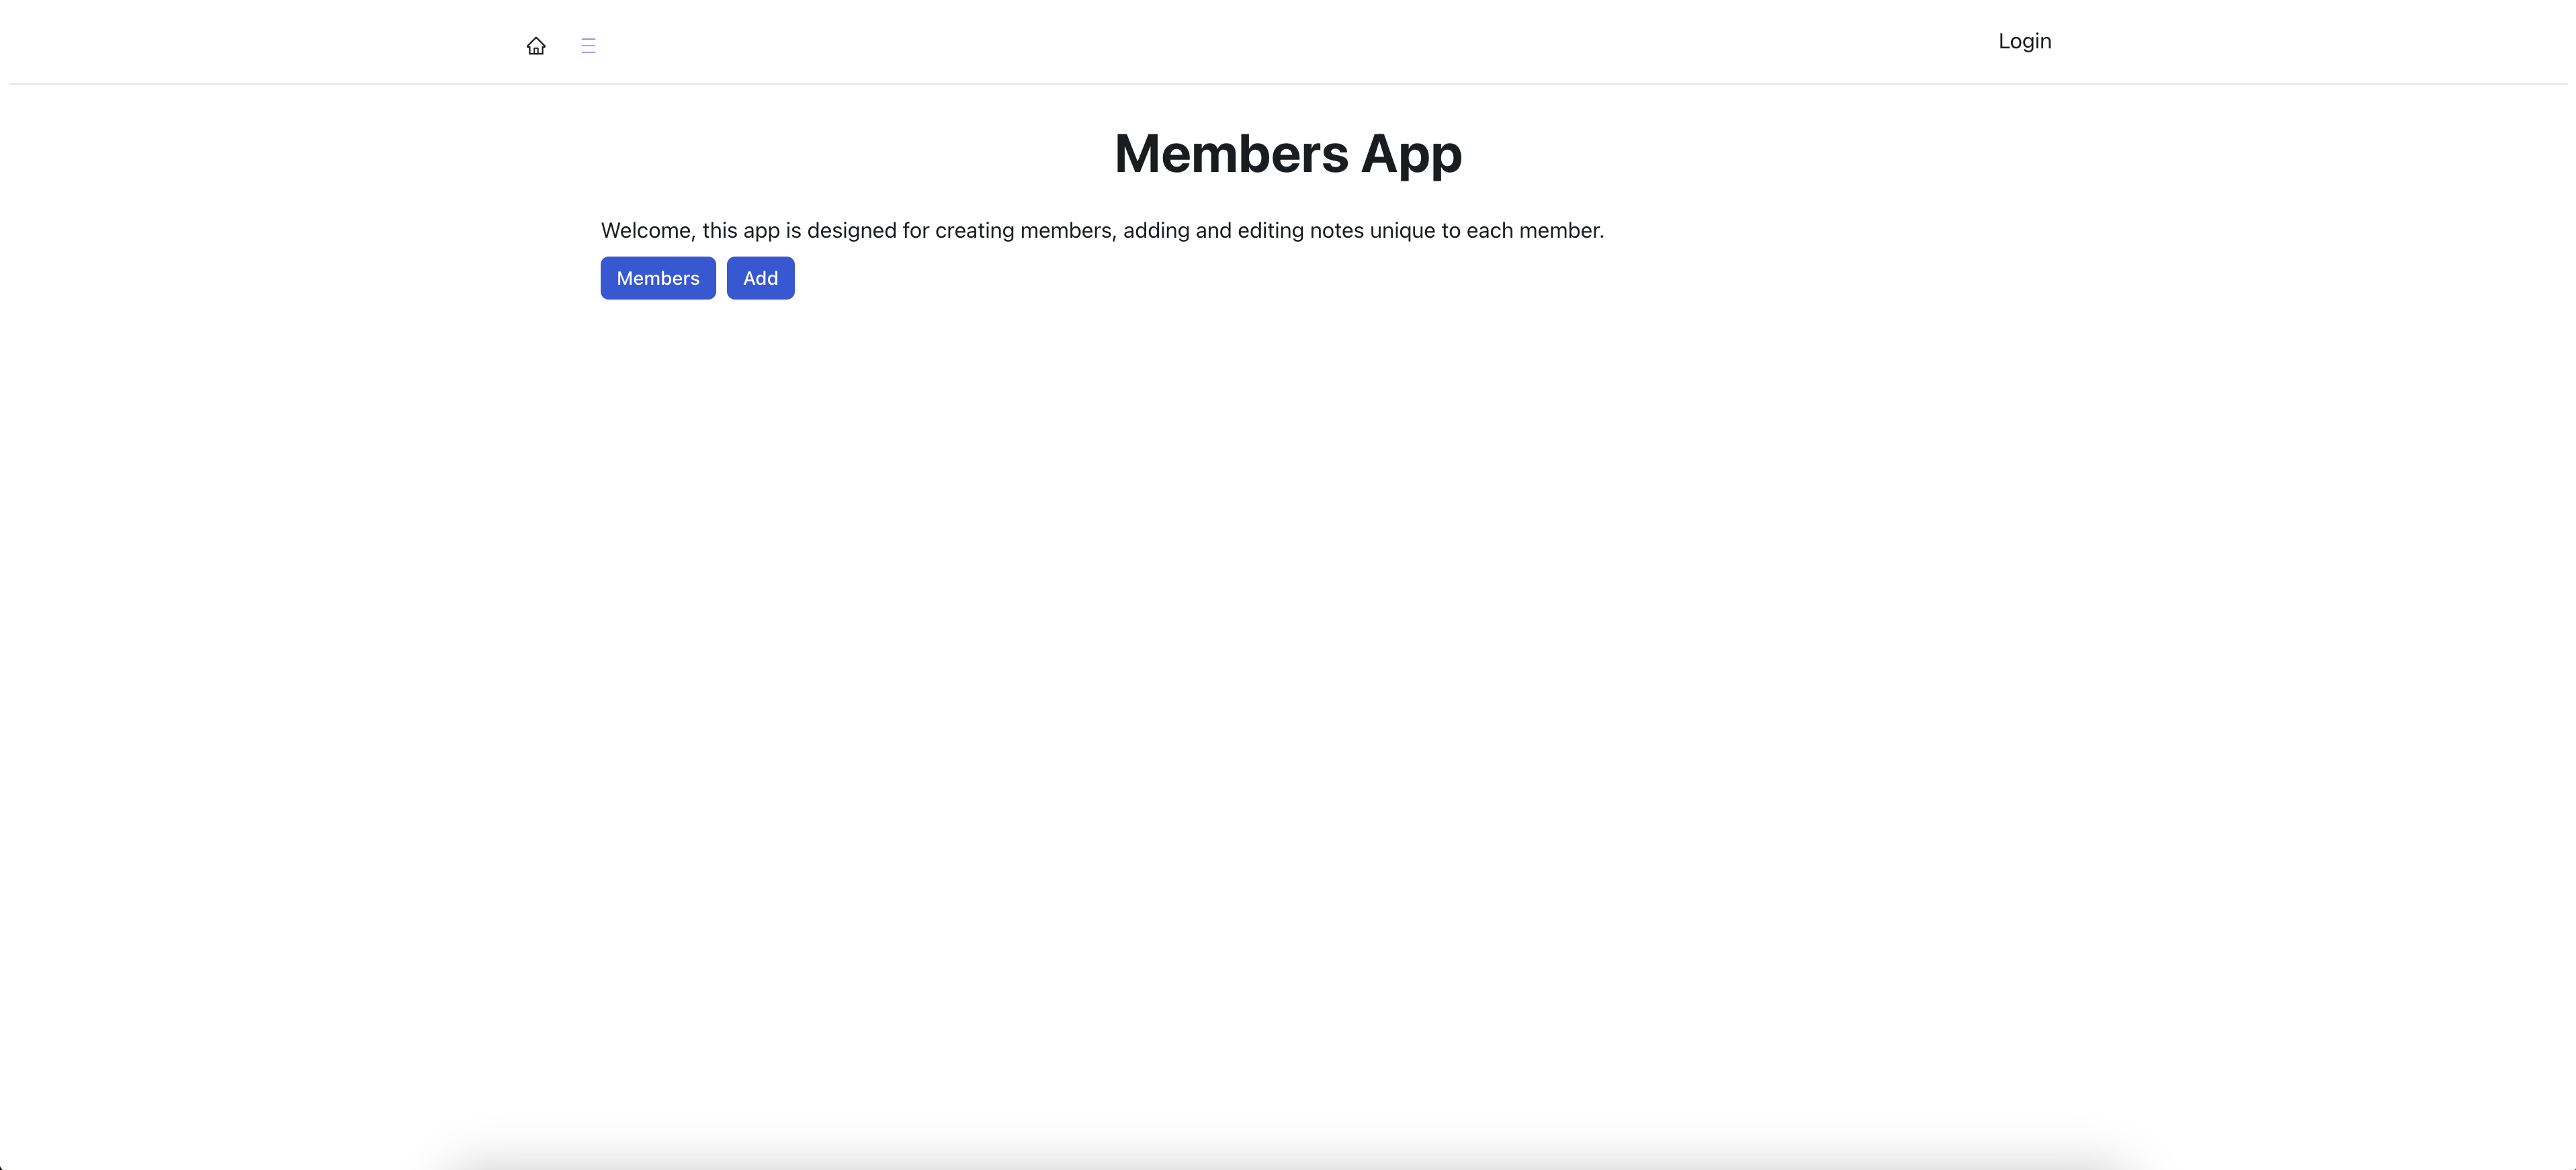 Login
Members App
Welcome, this app is designed for creating members, adding and editing notes unique to each member.
Members Add